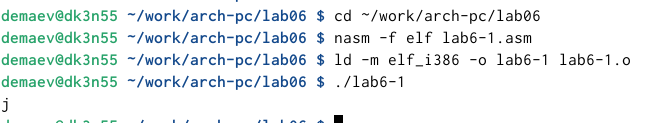 demaev@dk3n55 ~/work/arch-pc/lab06 $ cd ~/work/arch-pc/lab06
demaev@dk3n55 ~/work/arch-pc/lab06 $ nasm -f elf lab6-1.asm
demaev@dk3n55 ~/work/arch-pc/lab06 $ ld -m elf_i386 -o lab6-1 lab6-1.o
demaev@dk3n55 ~/work/arch-pc/lab06 $ ./lab6-1
j
demaev@dk3n55 ~/work/arch-pc/lab06 $